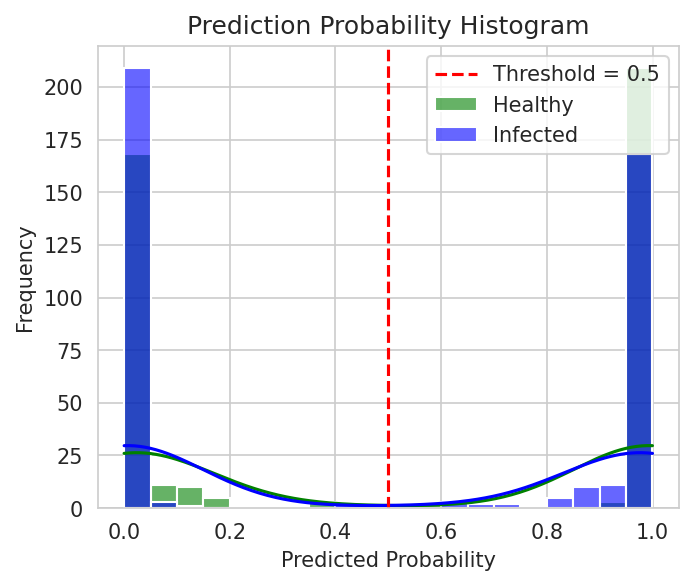 Prediction Probability Histogram
Threshold = 0.5
Healthy
Infected
Frequency
200
175
150
125
100
75
50
25
0
0.0 0.2 0.4 0.6 0.8 1.0
Predicted Probability